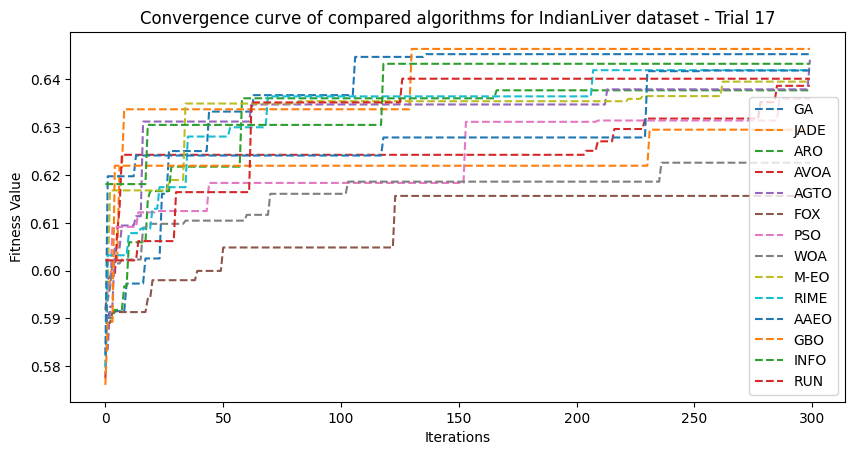 Convergence curve of compared algorithms for IndianLiver dataset - Trial 17
Fitness Value
0.64
0.63
0.62
0.61
0.60
0.59
0.58
0
50
100
150
200
250
300
Iterations
GA
JADE
ARO
AVOA
AGTO
FOX
PSO
WOA
M-EO
RIME
AAEO
GBO
INFO
RUN